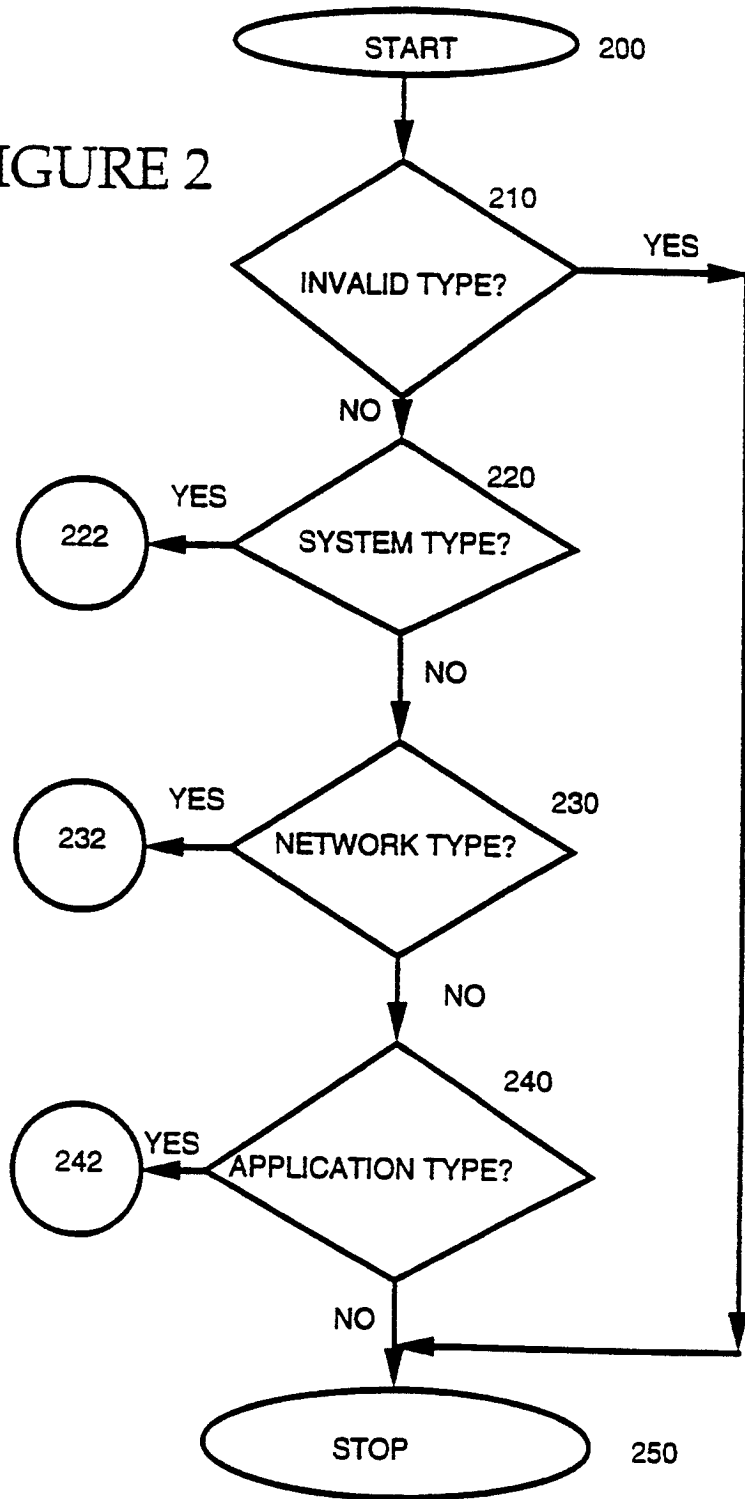 START 200
IGURE 2
210
YES
INVALID TYPE?
NO
220
YES
222
SYSTEM TYPE?
NO
YES
230
232
NETWORK TYPE?
NO
240
YES
242
APPLICATION TYPE?
NO
STOP 250